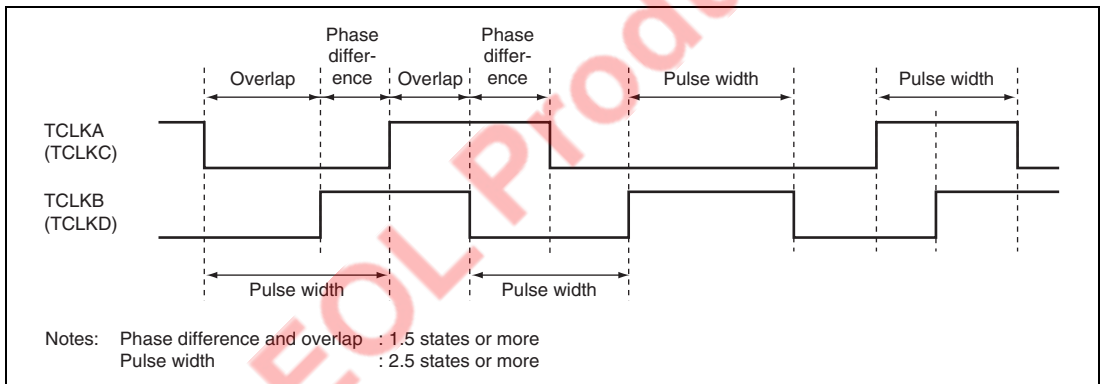 Phase
differ-
ence
Phase
differ-
ence
Overlap
Overlap
Pulse width
Pulse width
TCLKA
(TCLKC)
TCLKB
(TCLKD)
Pulse width
Pulse width
Notes: Phase difference and overlap : 1.5 states or more
Pulse width : 2.5 states or more
EOL Produ